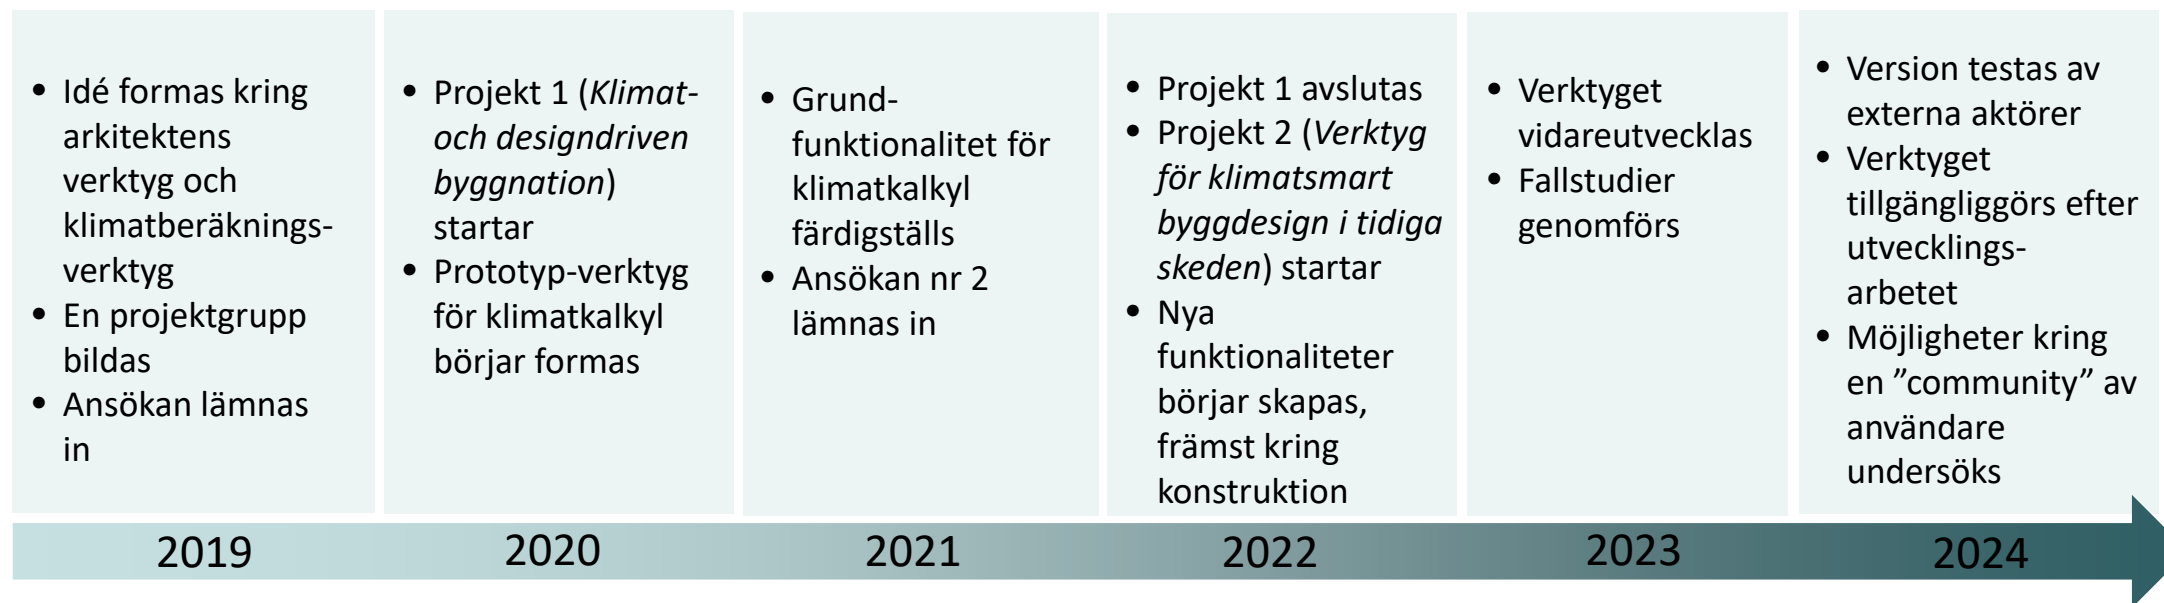 • Idé formas kring
arkitektens
verktyg och
klimatberäknings-
verktyg
• En projektgrupp
bildas
• Ansökan lämnas
in
• Projekt 1 (Klimat-
och designdriven
byggnation)
startar
• Prototyp-verktyg
för klimatkalkyl
börjar formas
• Grund-
funktionalitet för
klimatkalkyl
färdigställs
• Ansökan nr 2
lämnas in
• Projekt 1 avslutas
• Projekt 2 (Verktyg
för klimatsmart
byggdesign i tidiga
skeden) startar
• Nya
funktionaliteter
börjar skapas,
främst kring
konstruktion
• Verktyget
vidareutvecklas
• Fallstudier
genomförs
• Version testas av
externa aktörer
• Verktyget
tillgängliggörs efter
utvecklings-
arbetet
• Möjligheter kring
en ”community” av
användare
undersöks
2019
2020
2021
2022
2023
2024